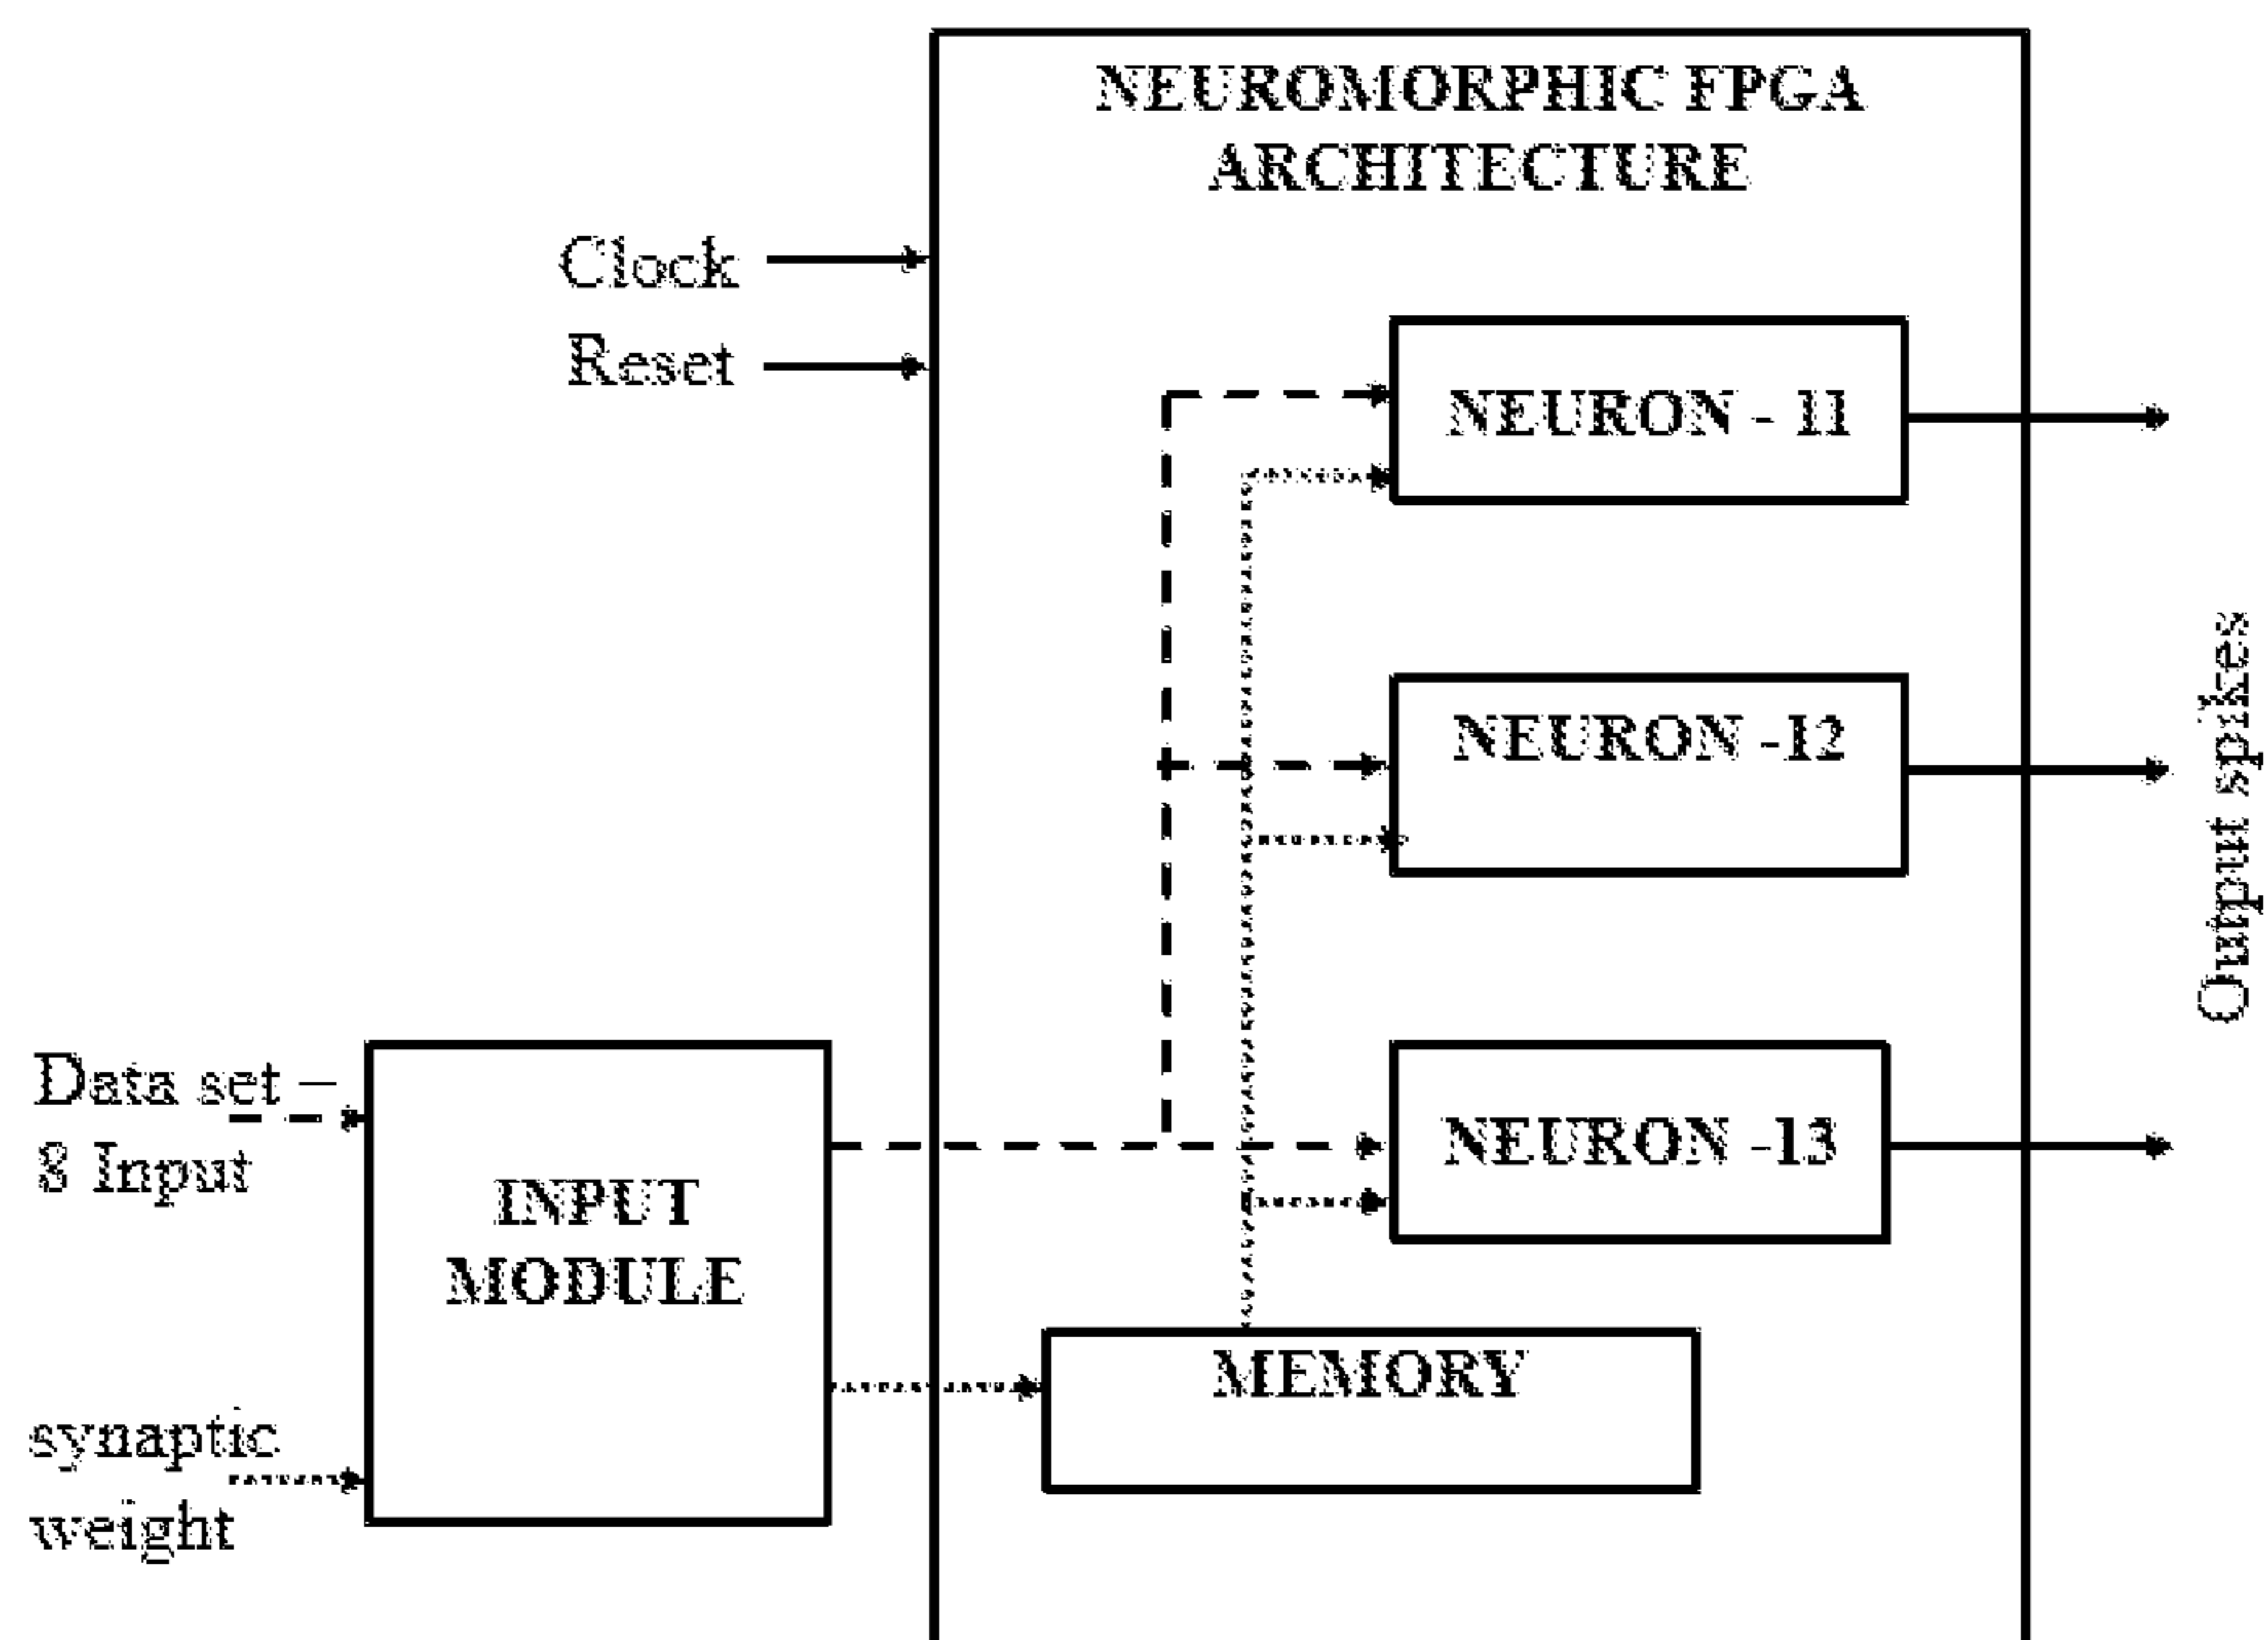 NEUROMORPHIC FPGA
ARCHITECTURE
Clock
Reset
NEURON - 11
NEURON -12
Output spikes
Data set –
8 Input
INPUT
MODULE
NEURON -13
MEMORY
synaptic
weight